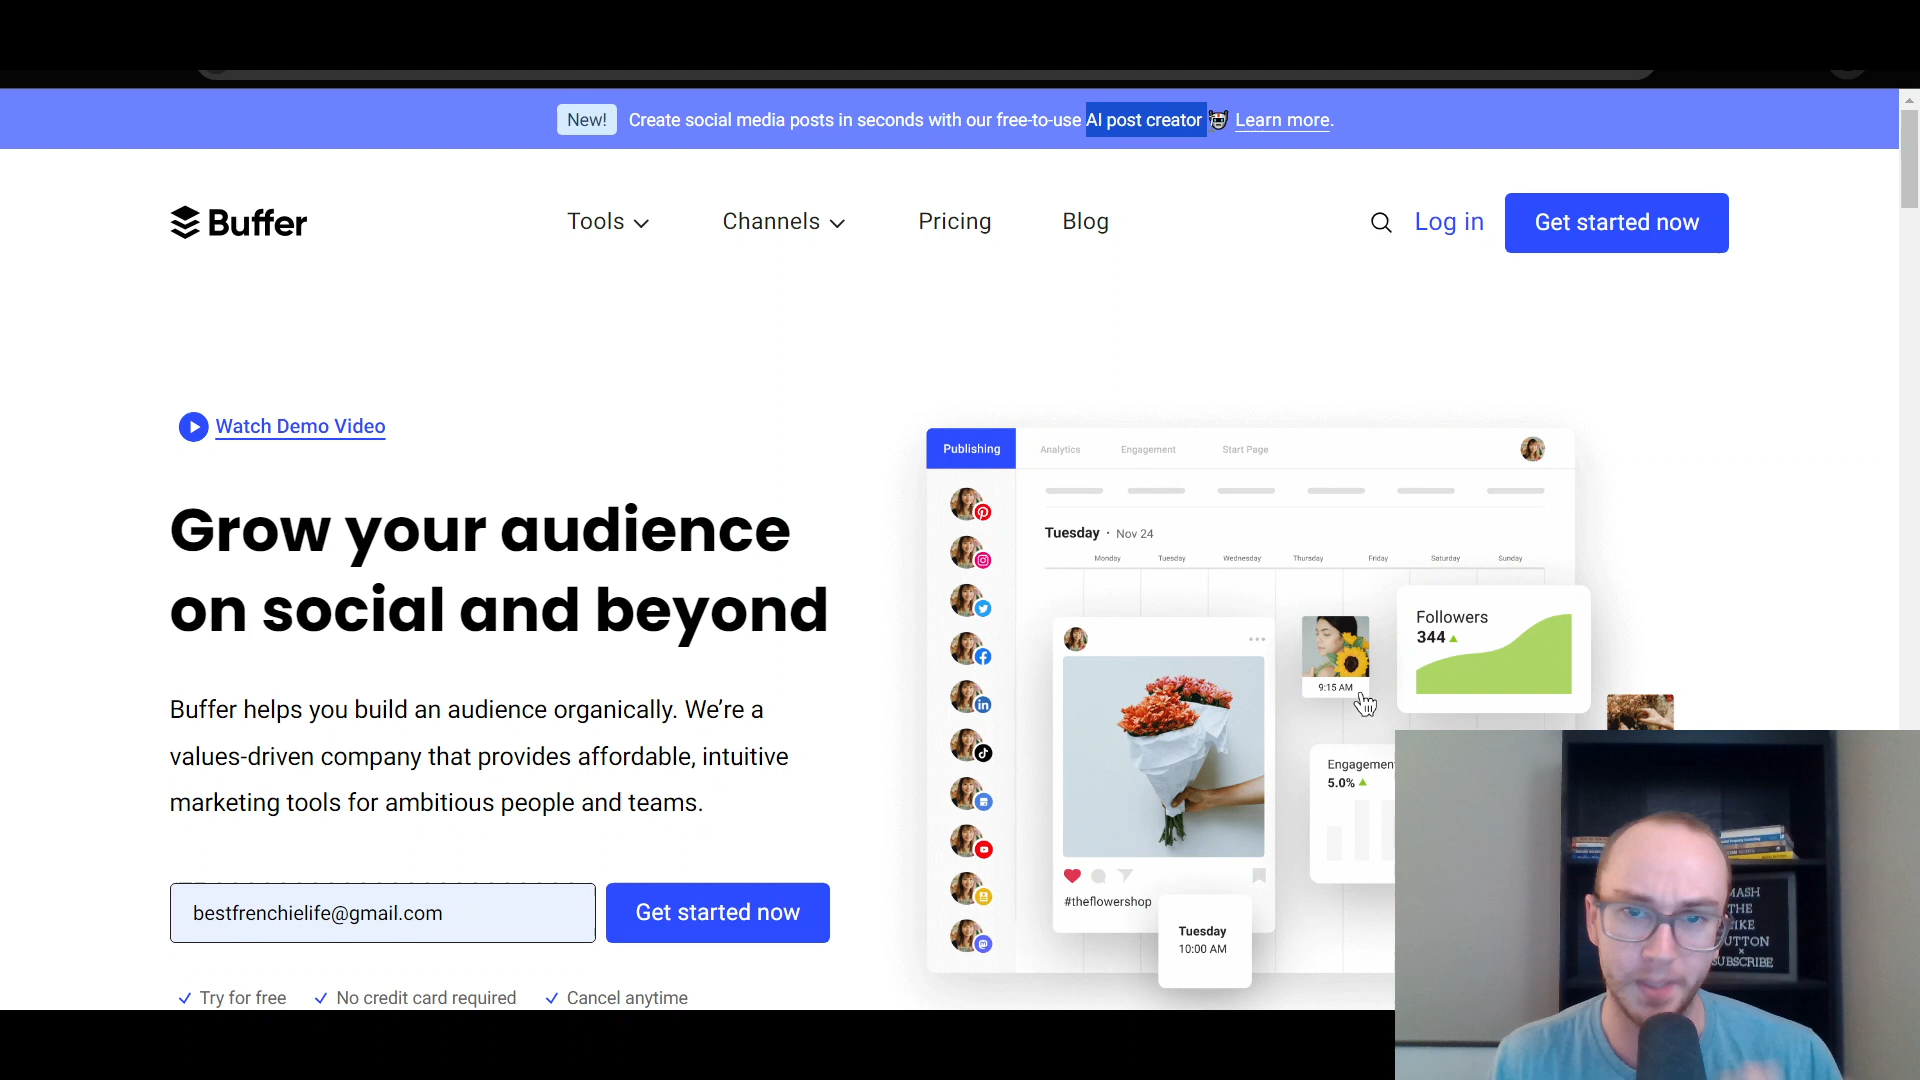 New! Create social media posts in seconds with our free-to-use AI post creator Learn more.
Buffer
Tools
Channels
Pricing
Blog
Log in
Get started now
Watch Demo Video
Grow your audience
on social and beyond
Buffer helps you build an audience organically. We’re a
values-driven company that provides affordable, intuitive
marketing tools for ambitious people and teams.
bestfrenchielife@gmail.com
Get started now
Try for free
No credit card required
Cancel anytime
Publishing
Analytics
Engagement
Start Page
Tuesday · Nov 24
Monday
Tuesday
Wednesday
Thursday
Friday
Saturday
Sunday
9:15 AM
Followers
344
5.0%
#theflowershop
Tuesday
10:00 AM
THE
SUBSCRIBE